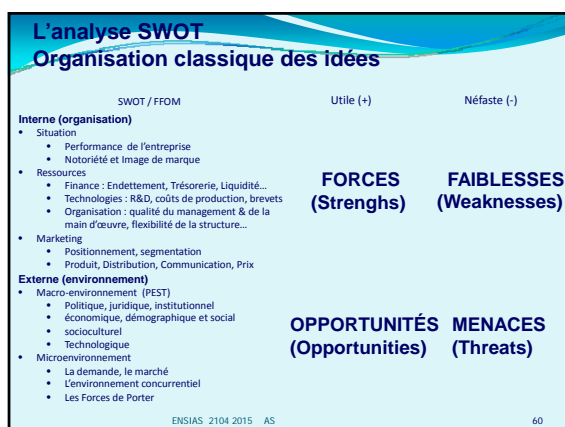 L'analyse SWOT
Organisation classique des idées
SWOT / FFOM
Utile (+)
Néfaste (-)
Interne (organisation)
• Situation
• Performance de l'entreprise
• Notoriété et Image de marque
• Ressources
• Finance : Endettement, Trésorerie, Liquidité…
• Technologies : R&D, coûts de production, brevets
• Organisation : qualité du management & de la
main d'œuvre, flexibilité de la structure…
• Marketing
• Positionnement, segmentation
• Produit, Distribution, Communication, Prix
FORCES
(Strenghs)
FAIBLESSES
(Weaknesses)
Externe (environnement)
• Macro-environnement (PEST)
• Politique, juridique, institutionnel
• économique, démographique et social
• socioculturel
• Technologique
• Microenvironnement
• La demande, le marché
• L'environnement concurrentiel
• Les Forces de Porter
OPPORTUNITÉS
(Opportunities)
MENACES
(Threats)
ENSIAS 2104 2015 AS
60